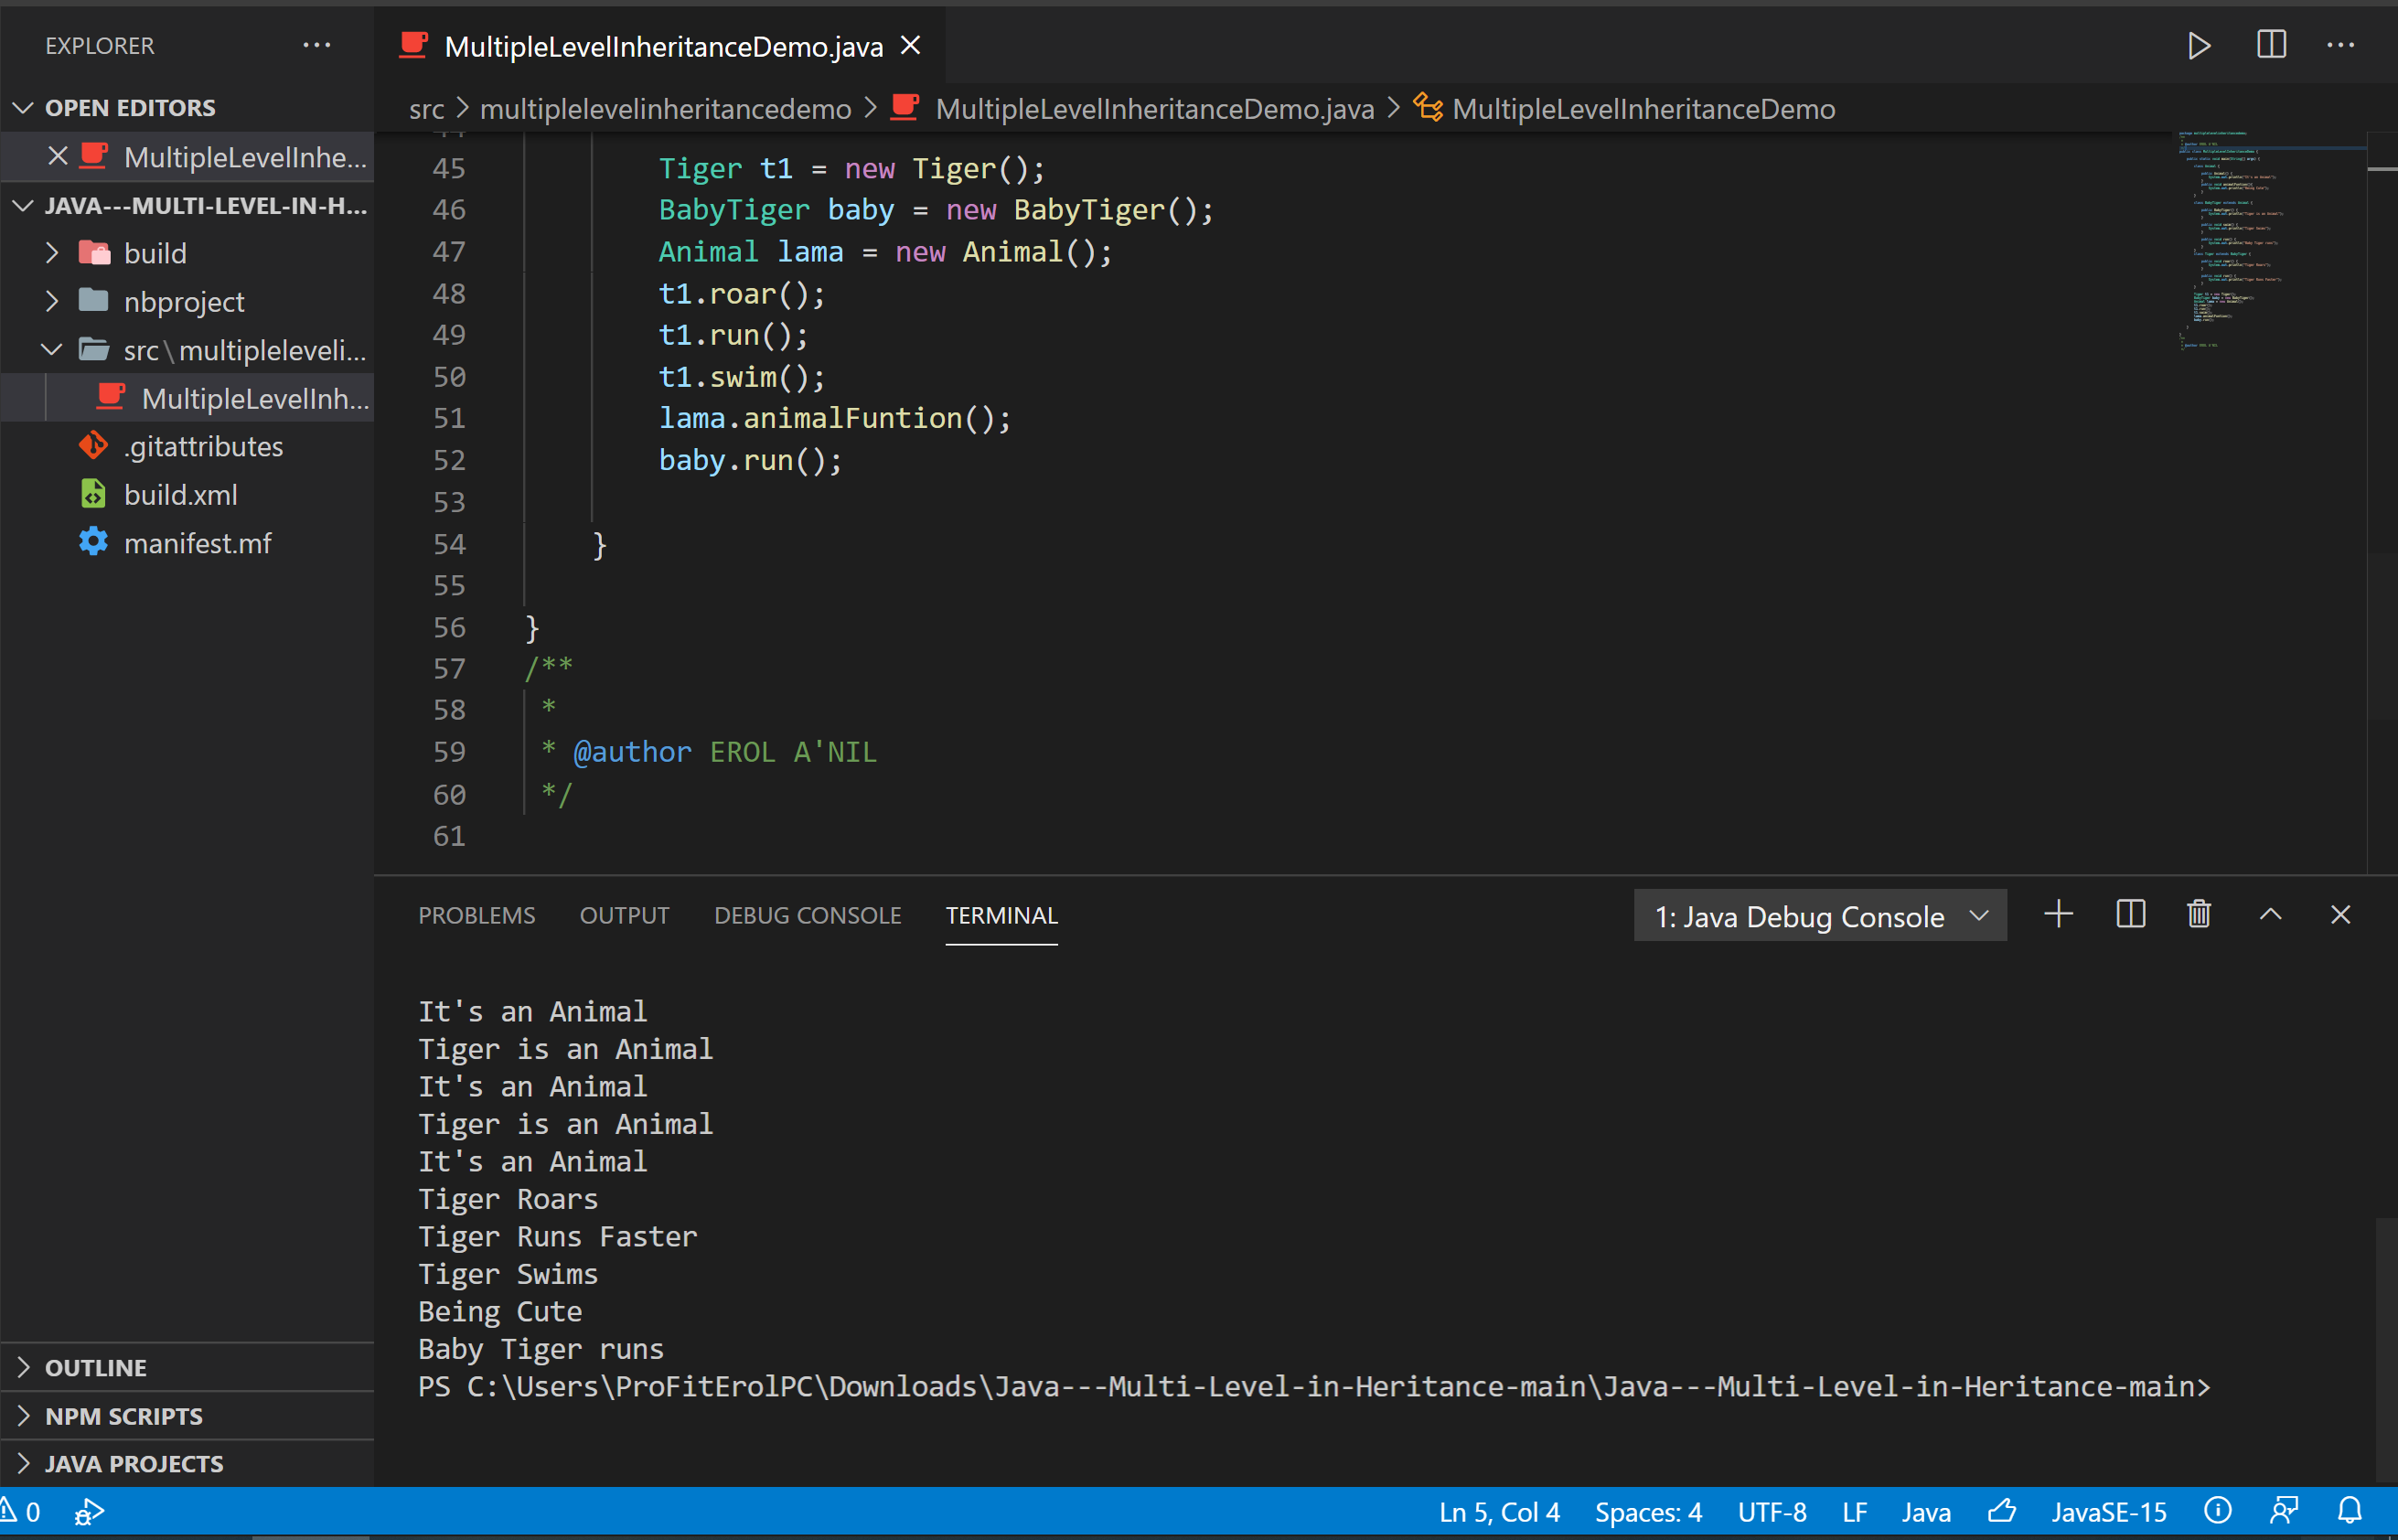 EXPLORER
OPEN EDITORS
MultipleLevelInhe...
JAVA---MULTI-LEVEL-IN-H...
build
nbproject
src\multipleleveli...
MultipleLevelInh...
.gitattributes
build.xml
manifest.mf
OUTLINE
NPM SCRIPTS
JAVA PROJECTS
MultipleLevelInheritanceDemo.java
src > multiplelevelinheritancedemo > MultipleLevelInheritanceDemo.java > MultipleLevelInheritanceDemo
45 Tiger t1 = new Tiger();
46 BabyTiger baby = new BabyTiger();
47 Animal lama = new Animal();
48 t1.roar();
49 t1.run();
50 t1.swim();
51 lama.animalFuntion();
52 baby.run();
53
54 }
55
56 }
57 /**
58 *
59 * @author EROL A'NIL
60 */
61
PROBLEMS OUTPUT DEBUG CONSOLE TERMINAL 1: Java Debug Console
It's an Animal
Tiger is an Animal
It's an Animal
Tiger is an Animal
It's an Animal
Tiger Roars
Tiger Runs Faster
Tiger Swims
Being Cute
Baby Tiger runs
PS C:\Users\ProFitErolPC\Downloads\Java---Multi-Level-in-Heritance-main\Java---Multi-Level-in-Heritance-main>
0 Ln 5, Col 4 Spaces: 4 UTF-8 LF Java JavaSE-15